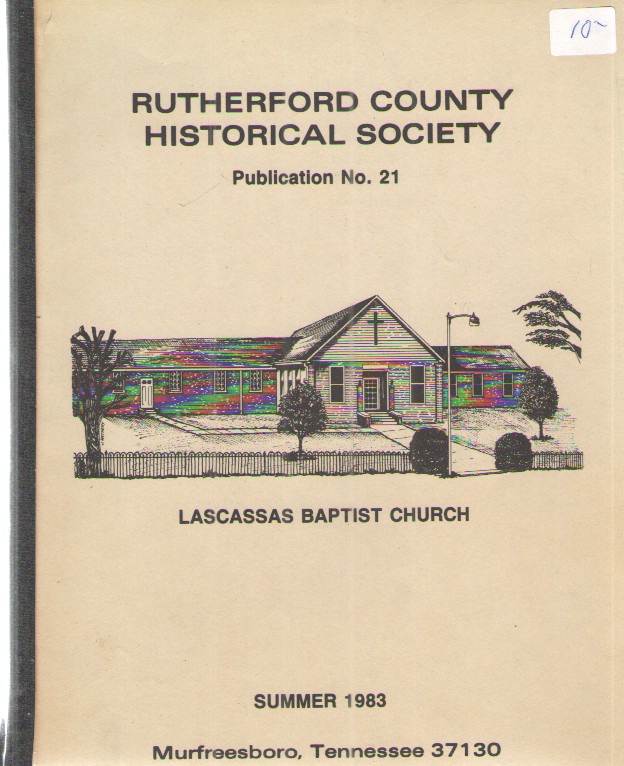 10-
RUTHERFORD COUNTY
HISTORICAL SOCIETY
Publication No. 21
LASCASSAS BAPTIST CHURCH
SUMMER 1983
Murfreesboro, Tennessee 37130